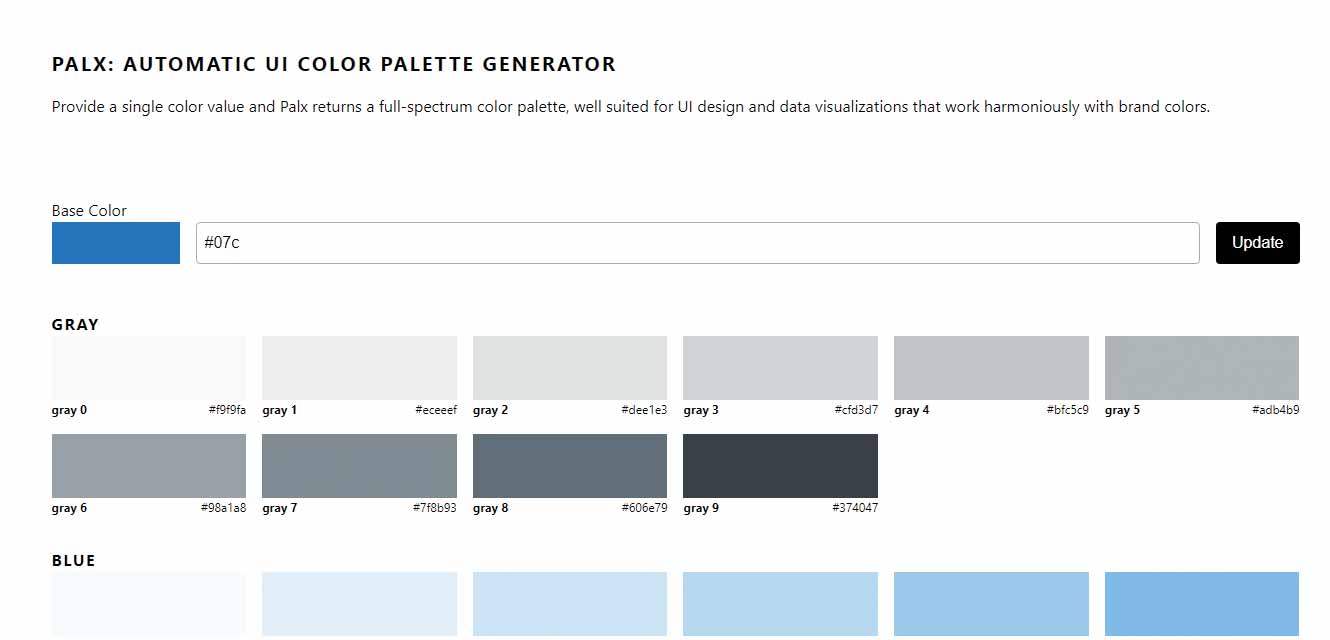 PALX: AUTOMATIC UI COLOR PALETTE GENERATOR
Provide a single color value and Palx returns a full-spectrum color palette, well suited for UI design and data visualizations that work harmoniously with brand colors.
Base Color
#07c Update
GRAY
gray 0 #f9f9fa gray 1 #eceeef gray 2 #dee1e3 gray 3 #cfd3d7 gray 4 #bfc5c9 gray 5 #adb4b9
gray 6 #98a1a8 gray 7 #7f8b93 gray 8 #606e79 gray 9 #374047
BLUE